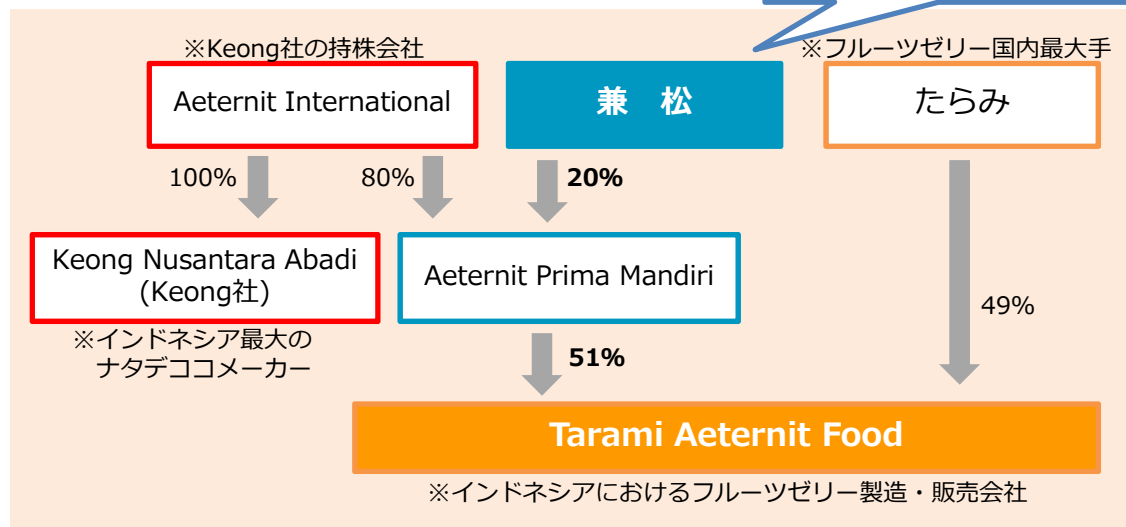 ※Keong社の持株会社
※フルーツゼリー国内最大手
Aeternit International
兼　松
たらみ
100%
80%
20%
Keong Nusantara Abadi
(Keong社)
Aeternit Prima Mandiri
49%
※インドネシア最大の
ナタデココメーカー
51%
Tarami Aeternit Food
※インドネシアにおけるフルーツゼリー製造・販売会社